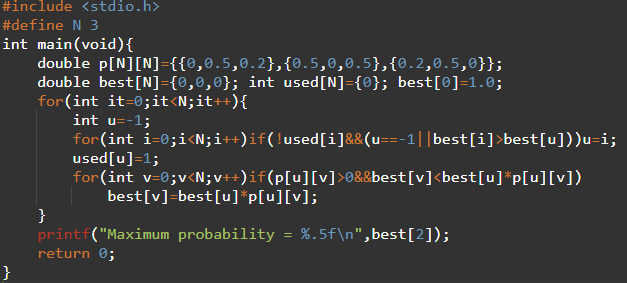 #include <stdio.h>
#define N 3
int main(void){
    double p[N][N]={{0,0.5,0.2},{0.5,0,0.5},{0.2,0.5,0}};
    double best[N]={0,0,0}; int used[N]={0}; best[0]=1.0;
    for(int it=0;it<N;it++){
        int u=-1;
        for(int i=0;i<N;i++)if(!used[i]&&(u==-1||best[i]>best[u]))u=i;
        used[u]=1;
        for(int v=0;v<N;v++)if(p[u][v]>0&&best[v]<best[u]*p[u][v])
            best[v]=best[u]*p[u][v];
    }
    printf("Maximum probability = %.5f\n",best[2]);
    return 0;
}